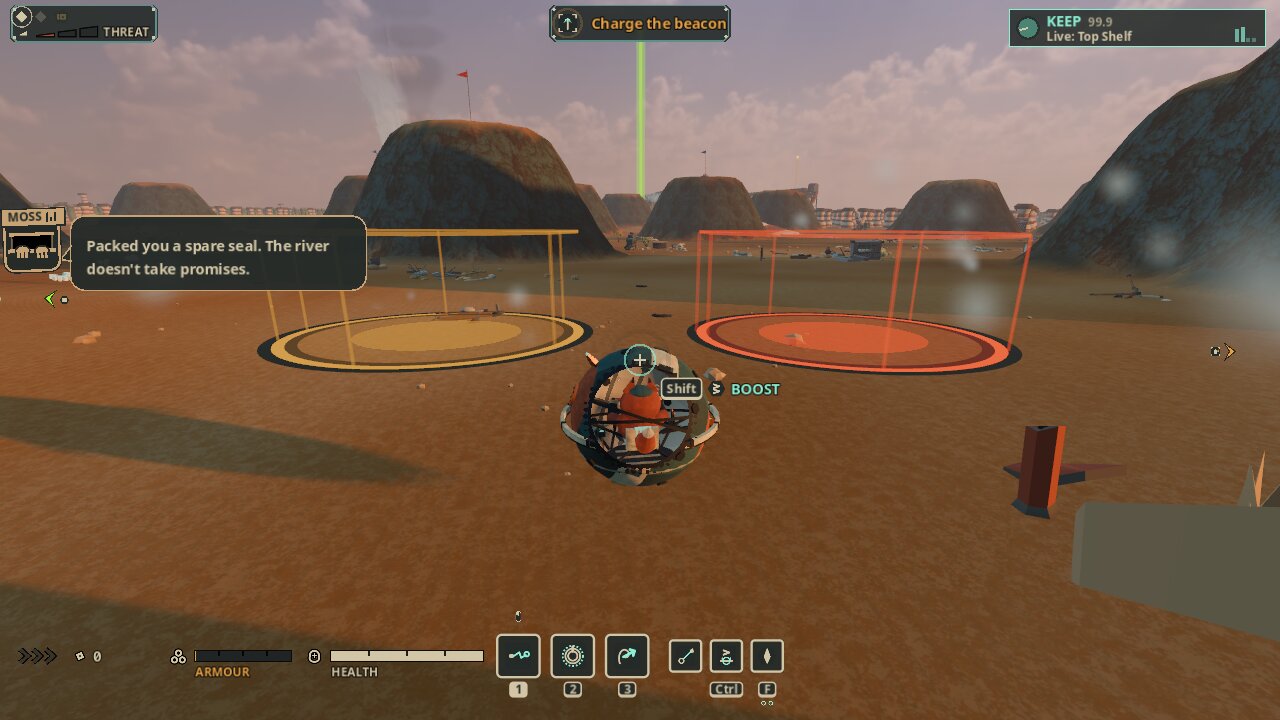 THREAT
Charge the beacon
KEEP 99.9
Live: Top Shelf
MOSS
Packed you a spare seal. The river
doesn't take promises.
Shift BOOST
0
ARMOUR
HEALTH
1
2
3
Ctrl
F